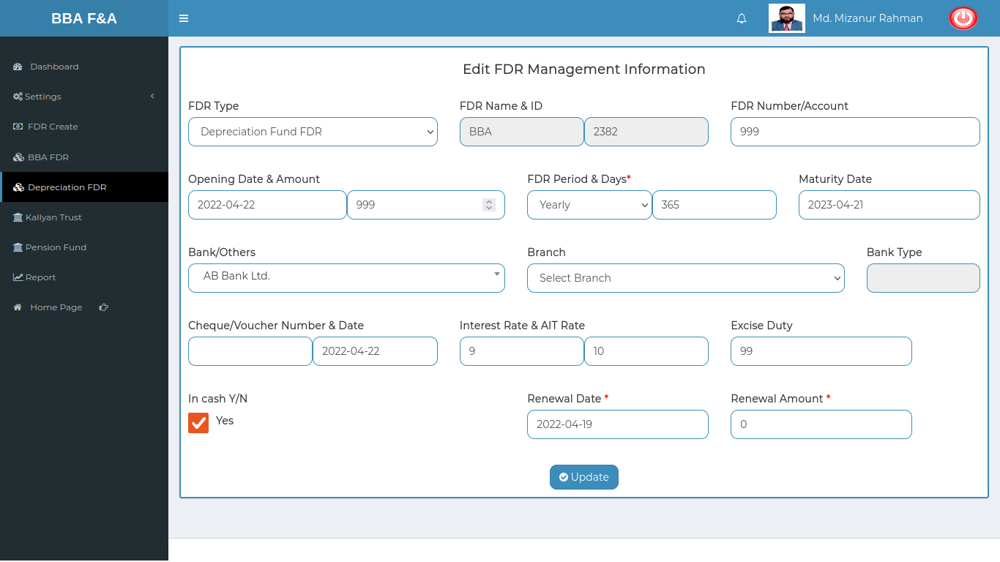 BBA F&A
Md. Mizanur Rahman
Dashboard
Settings
FDR Create
BBA FDR
Depreciation FDR
Kallyan Trust
Pension Fund
Report
Home Page
Edit FDR Management Information
FDR Type
FDR Name & ID
FDR Number/Account
Depreciation Fund FDR
BBA
2382
999
Opening Date & Amount
FDR Period & Days*
Maturity Date
2022-04-22
999
Yearly
365
2023-04-21
Bank/Others
Branch
Bank Type
AB Bank Ltd.
Select Branch
Cheque/Voucher Number & Date
Interest Rate & AIT Rate
Excise Duty
2022-04-22
9
10
99
In cash Y/N
Renewal Date *
Renewal Amount *
Yes
2022-04-19
0
Update